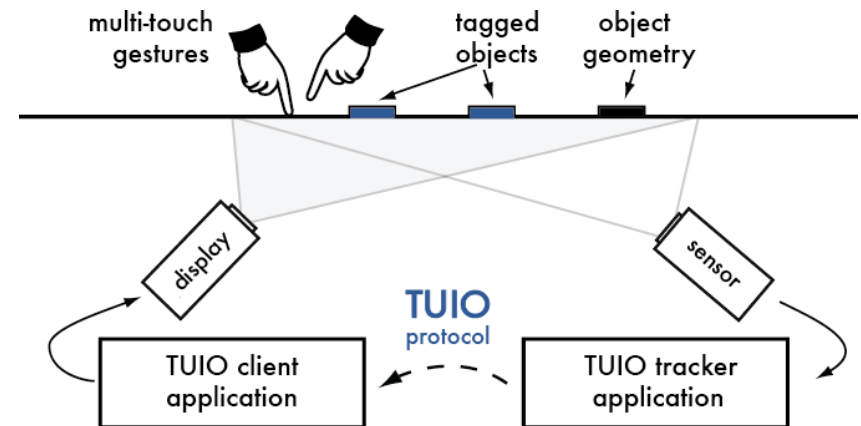 multi-touch
gestures
tagged
objects
object
geometry
display
sensor
TUIO
protocol
TUIO client
application
TUIO tracker
application